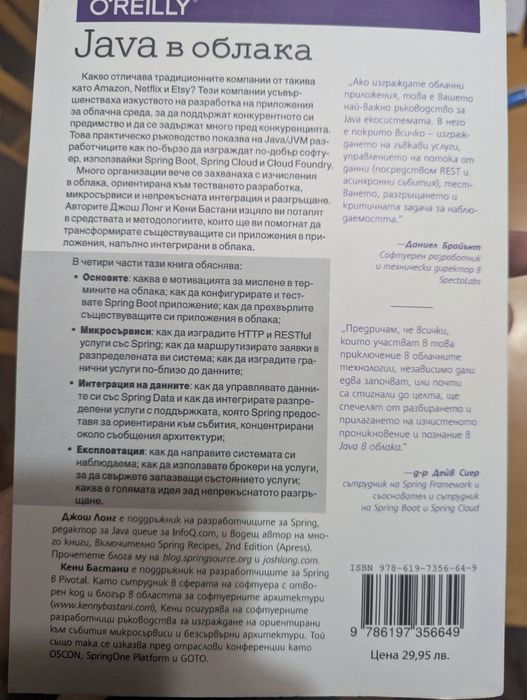 O'REILLY
Java в облака
Какво отличава традиционните компании от такива
като Amazon, Netflix и Etsy? Тези компании усъвър-
шенстваха изкуството на разработка на приложения
за облачна среда, за да поддържат конкурентното си
предимство и да се задържат много пред конкуренцията.
Това практическо ръководство показва на Java/JVM раз-
работчиците как по-бързо да изграждат по-добър софту-
ер, използвайки Spring Boot, Spring Cloud и Cloud Foundry.
Много организации вече се захванаха с изчисления
в облака, ориентирана към тестването разработка,
микросървиси и непрекъсната интеграция и разгръщане.
Авторите Джош Лонг и Кени Бастани изцяло ви потапят
в средствата и методологиите, които ще ви помогнат да
трансформирате съществуващите си приложения в при-
ложения, напълно интегрирани в облака.
В четири части тази книга обяснява:
• Основите: каква е мотивацията за мислене в тер-
мините на облака; как да конфигурирате и тест-
вате Spring Boot приложение; как да прехвърлите
съществуващите си приложения в облака;
• Микросървиси: как да изградите HTTP и RESTful
услуги със Spring; как да маршрутизирате заявки в
разпределената ви система; как да изградите гра-
нични услуги по-близо до данните;
• Интеграция на данните: как да управлявате данни-
те си със Spring Data и как да интегрирате разпре-
делени услуги с поддръжката, която Spring предос-
тавя за ориентирани към събития, концентрирани
около съобщения архитектури;
• Експлоатация: как да направите системата си
наблюдаема; как да използвате брокери на услуги,
за да свържете запазващи състоянието услуги;
каква е голямата идея зад непрекъснатото разгръ-
щане.
Джош Лонг е поддръжник на разработчиците за Spring,
редактор за Java queue за InfoQ.com, и водещ автор на мно-
го книги, включително Spring Recipes, 2nd Edition (Apress).
Прочетете блога му на blog.springsource.org и joshlong.com.
Кени Бастани е поддръжник на разработчиците за Spring
в Pivotal. Като сътрудник в сферата на софтуера с отво-
рен код и блогър в областта за софтуерните архитектури
(www.kennybastani.com), Кени осигурява на софтуерните
разработчици ръководства за изграждане на ориентирани
към събития микросървиси и безсървърни архитектури. Той
също така се изказва пред отраслови конференции като
OSCON, SpringOne Platform и GOTO.
„Ако изграждате облачни
приложения, това е вашето
най-важно ръководство за
Java екосистемата. В него
е покрито всичко – изграж-
дането на гъвкави услуги,
управлението на потока от
данни (посредством REST и
асинхронни събития), тест-
ването, разгръщането и
критичната задача за наблю-
даемостта.“
—Даниел Брайънт
Софтуерен разработчик
и технически директор в
SpectoLabs
„Предричам, че всички,
които участват в това
приключение в облачните
технологии, независимо дали
едва започват, или почти
са стигнали до целта, ще
спечелят от разбирането и
прилагането на изчистеното
проникновение и познание в
Java в облака.“
—д-р Дейв Сиер
сътрудник на Spring Framework и
съосновател и сътрудник
на Spring Boot и Spring Cloud
ISBN 978-619-7356-64-9
9 786197 356649
Цена 29,95 лв.